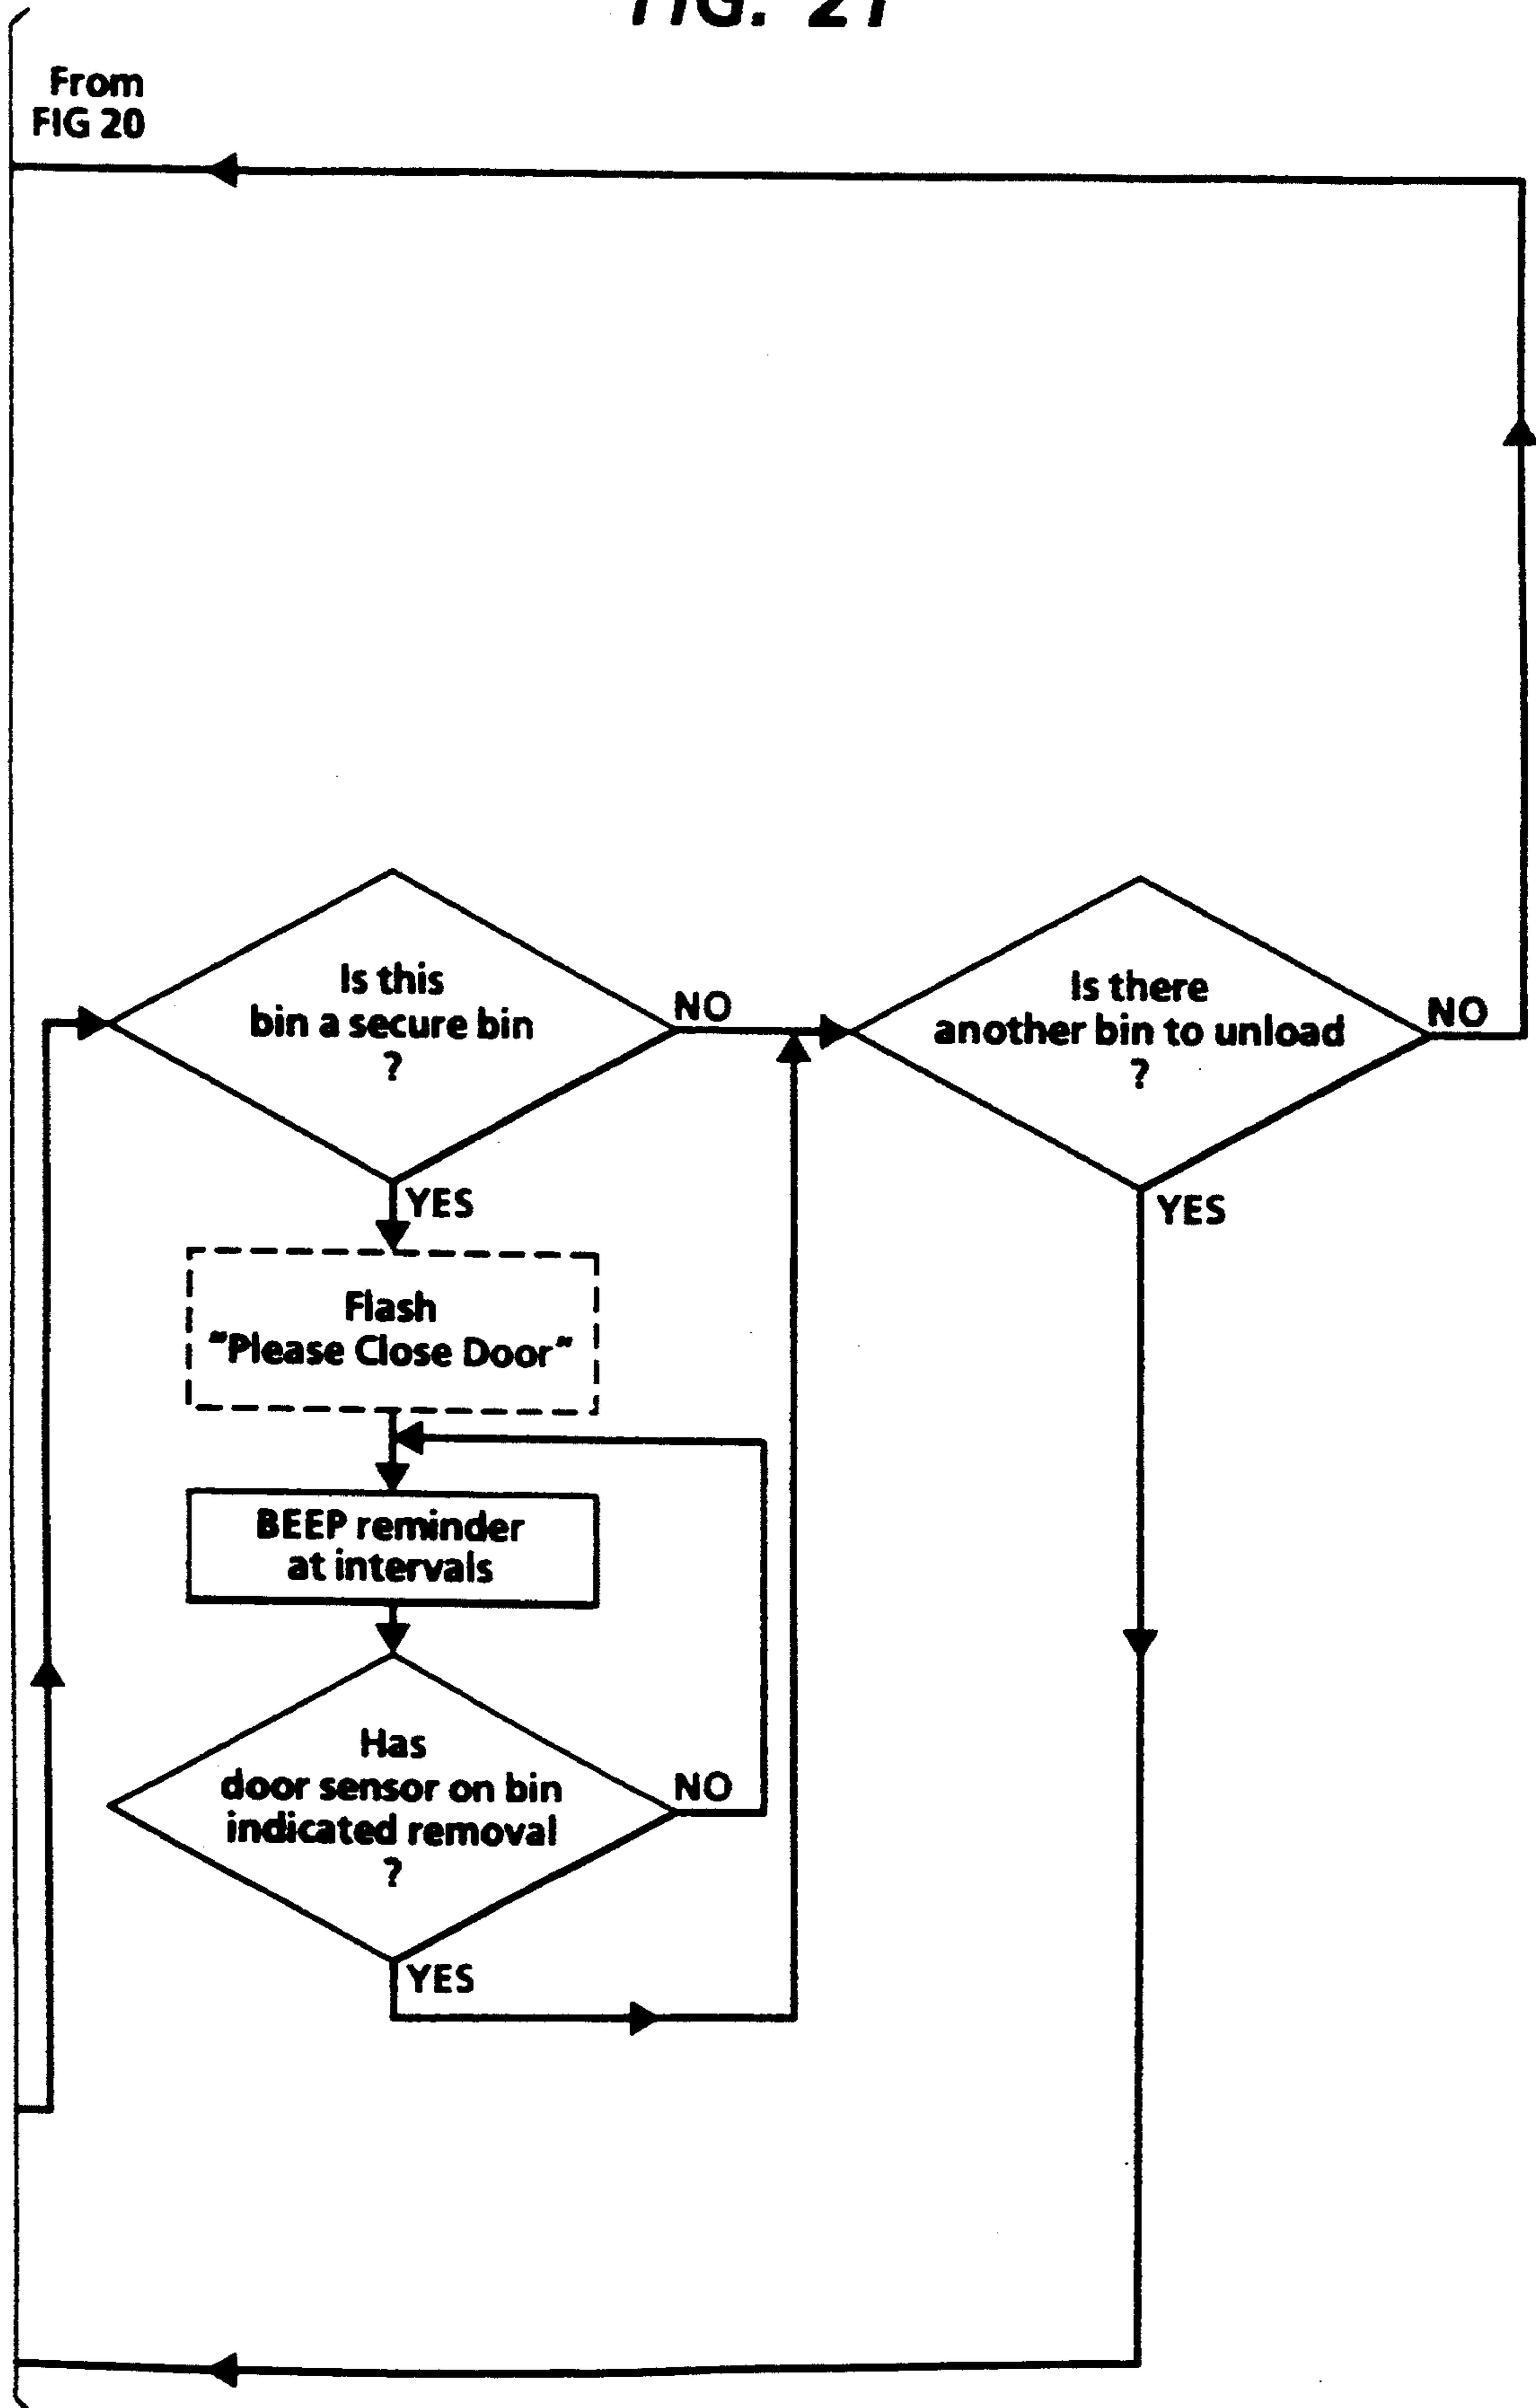 FIG. 21
From
FIG 20
Is this
bin a secure bin
?
NO
YES
Is there
another bin to unload
?
NO
YES
Flash
"Please Close Door"
BEEP reminder
at intervals
Has
door sensor on bin
indicated removal
?
NO
YES